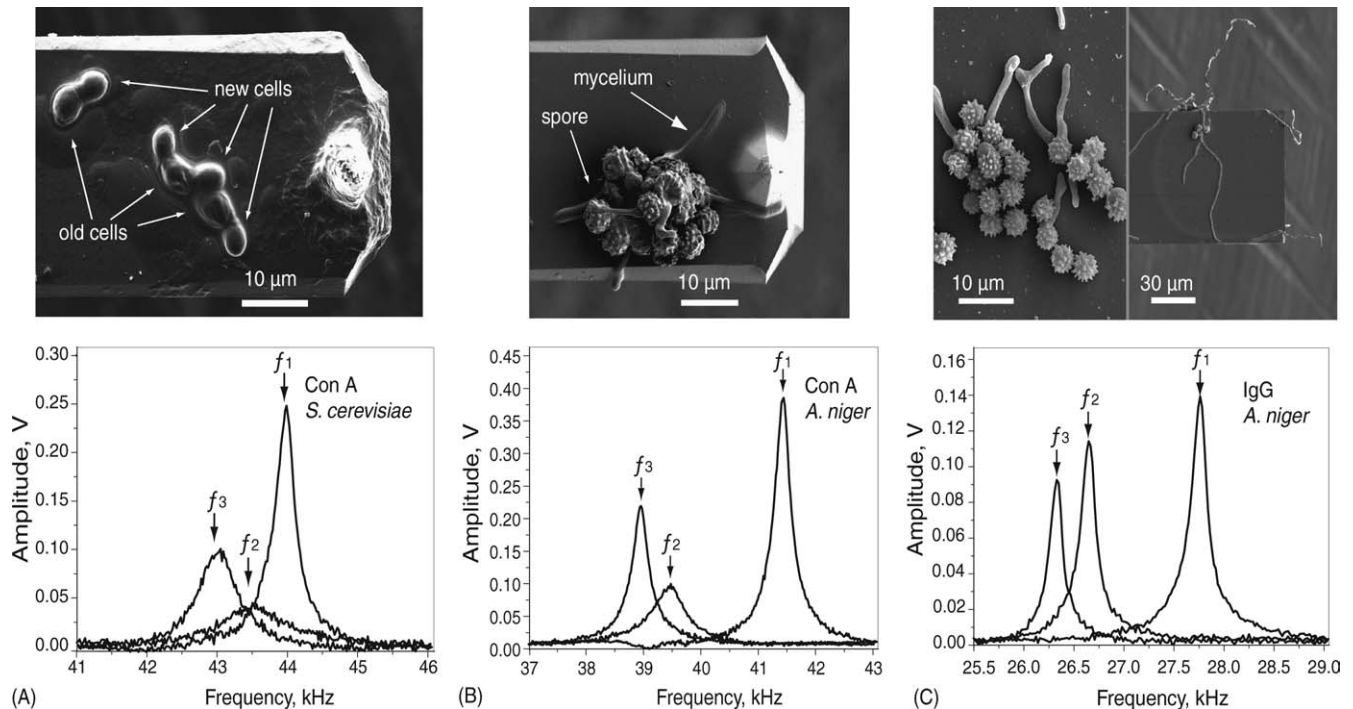 new cells
old cells
10 µm
mycelium
spore
10 µm
10 µm
30 µm
0.30
0.25
0.20
0.15
0.10
0.05
0.00
Amplitude, V
f1
f3
f2
Con A
S. cerevisiae
41
42
43
44
45
46
(A)
Frequency, kHz
0.45
0.40
0.35
0.30
0.25
0.20
0.15
0.10
0.05
0.00
Amplitude, V
f1
f3
f2
Con A
A. niger
37
38
39
40
41
42
43
(B)
Frequency, kHz
0.16
0.14
0.12
0.10
0.08
0.06
0.04
0.02
0.00
Amplitude, V
f1
f2
f3
IgG
A. niger
25.5
26.0
26.5
27.0
27.5
28.0
28.5
29.0
(C)
Frequency, kHz